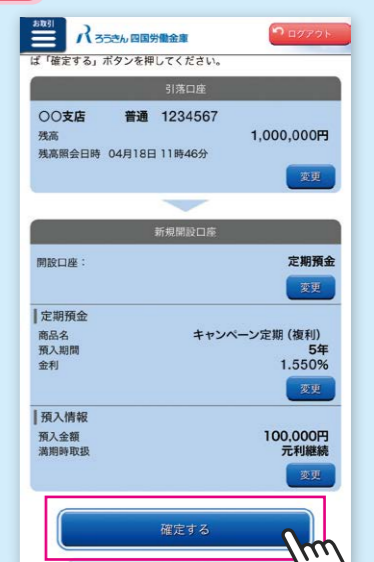 お取引
ろうきん 四国労働金庫
ログアウト
ば「確定する」ボタンを押してください。
引落口座
〇〇支店 普通 1234567
残高 1,000,000円
残高照会日時 04月18日 11時46分
変更
新規開設口座
開設口座： 定期預金
変更
定期預金
商品名 キャンペーン定期（複利）
預入期間 5年
金利 1.550%
変更
預入情報
預入金額 100,000円
満期時取扱 元利継続
変更
確定する